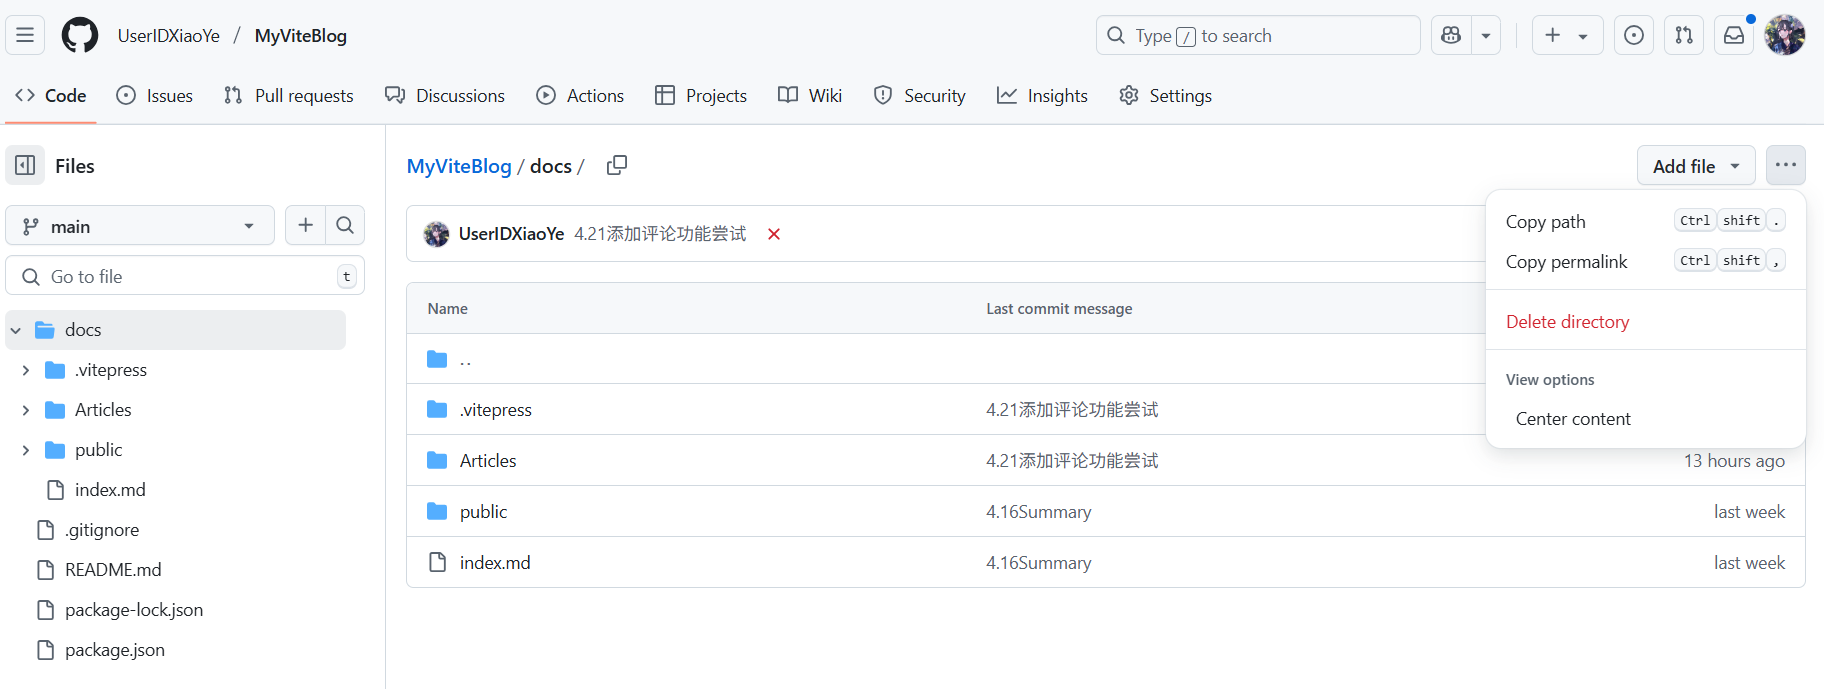 UserIDXiaoYe / MyViteBlog
Type / to search
Code
Issues
Pull requests
Discussions
Actions
Projects
Wiki
Security
Insights
Settings
Files
main
Go to file
t
docs
.vitepress
Articles
public
index.md
.gitignore
README.md
package-lock.json
package.json
MyViteBlog / docs /
Add file
UserIDXiaoYe 4.21添加评论功能尝试
Name Last commit message
..
.vitepress 4.21添加评论功能尝试
Articles 4.21添加评论功能尝试 13 hours ago
public 4.16Summary last week
index.md 4.16Summary last week
Copy path Ctrl shift .
Copy permalink Ctrl shift ,
Delete directory
View options
Center content